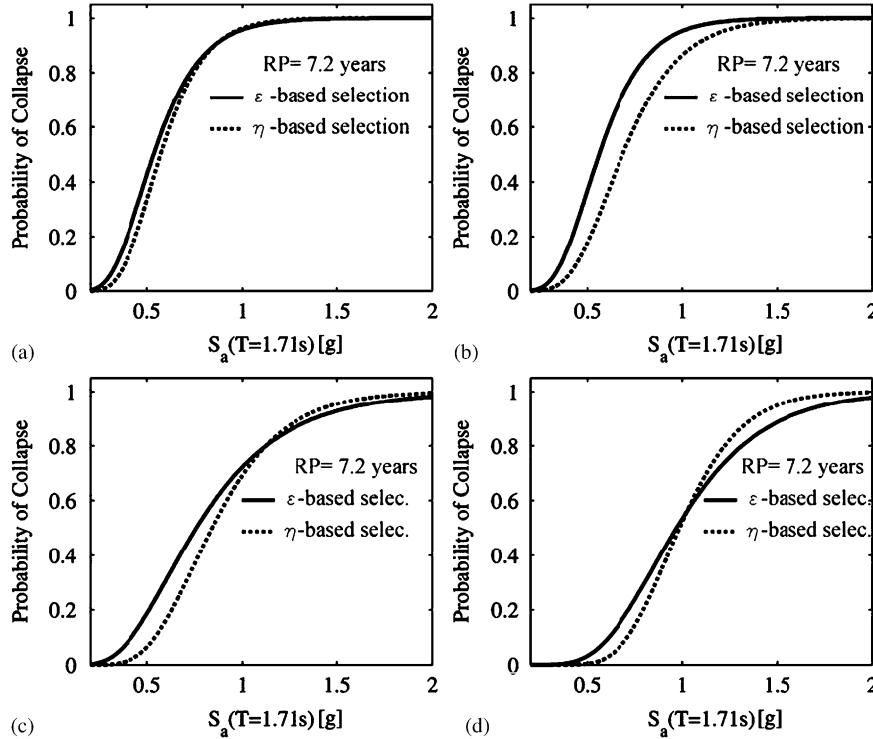 1
0.8
0.6
0.4
0.2
0
Probability of Collapse
RP= 7.2 years
ε -based selection
η -based selection
0.5
1
1.5
2
Sa(T=1.71s)[g]
(a)
1
0.8
0.6
0.4
0.2
0
Probability of Collapse
RP= 7.2 years
ε -based selection
η -based selection
0.5
1
1.5
2
Sa(T=1.71s)[g]
(b)
1
0.8
0.6
0.4
0.2
0
Probability of Collapse
RP= 7.2 years
ε-based selec.
η-based selec.
0.5
1
1.5
2
Sa(T=1.71s)[g]
(c)
1
0.8
0.6
0.4
0.2
0
Probability of Collapse
RP= 7.2 years
ε-based selec.
η-based selec.
0.5
1
1.5
2
Sa(T=1.71s)[g]
(d)